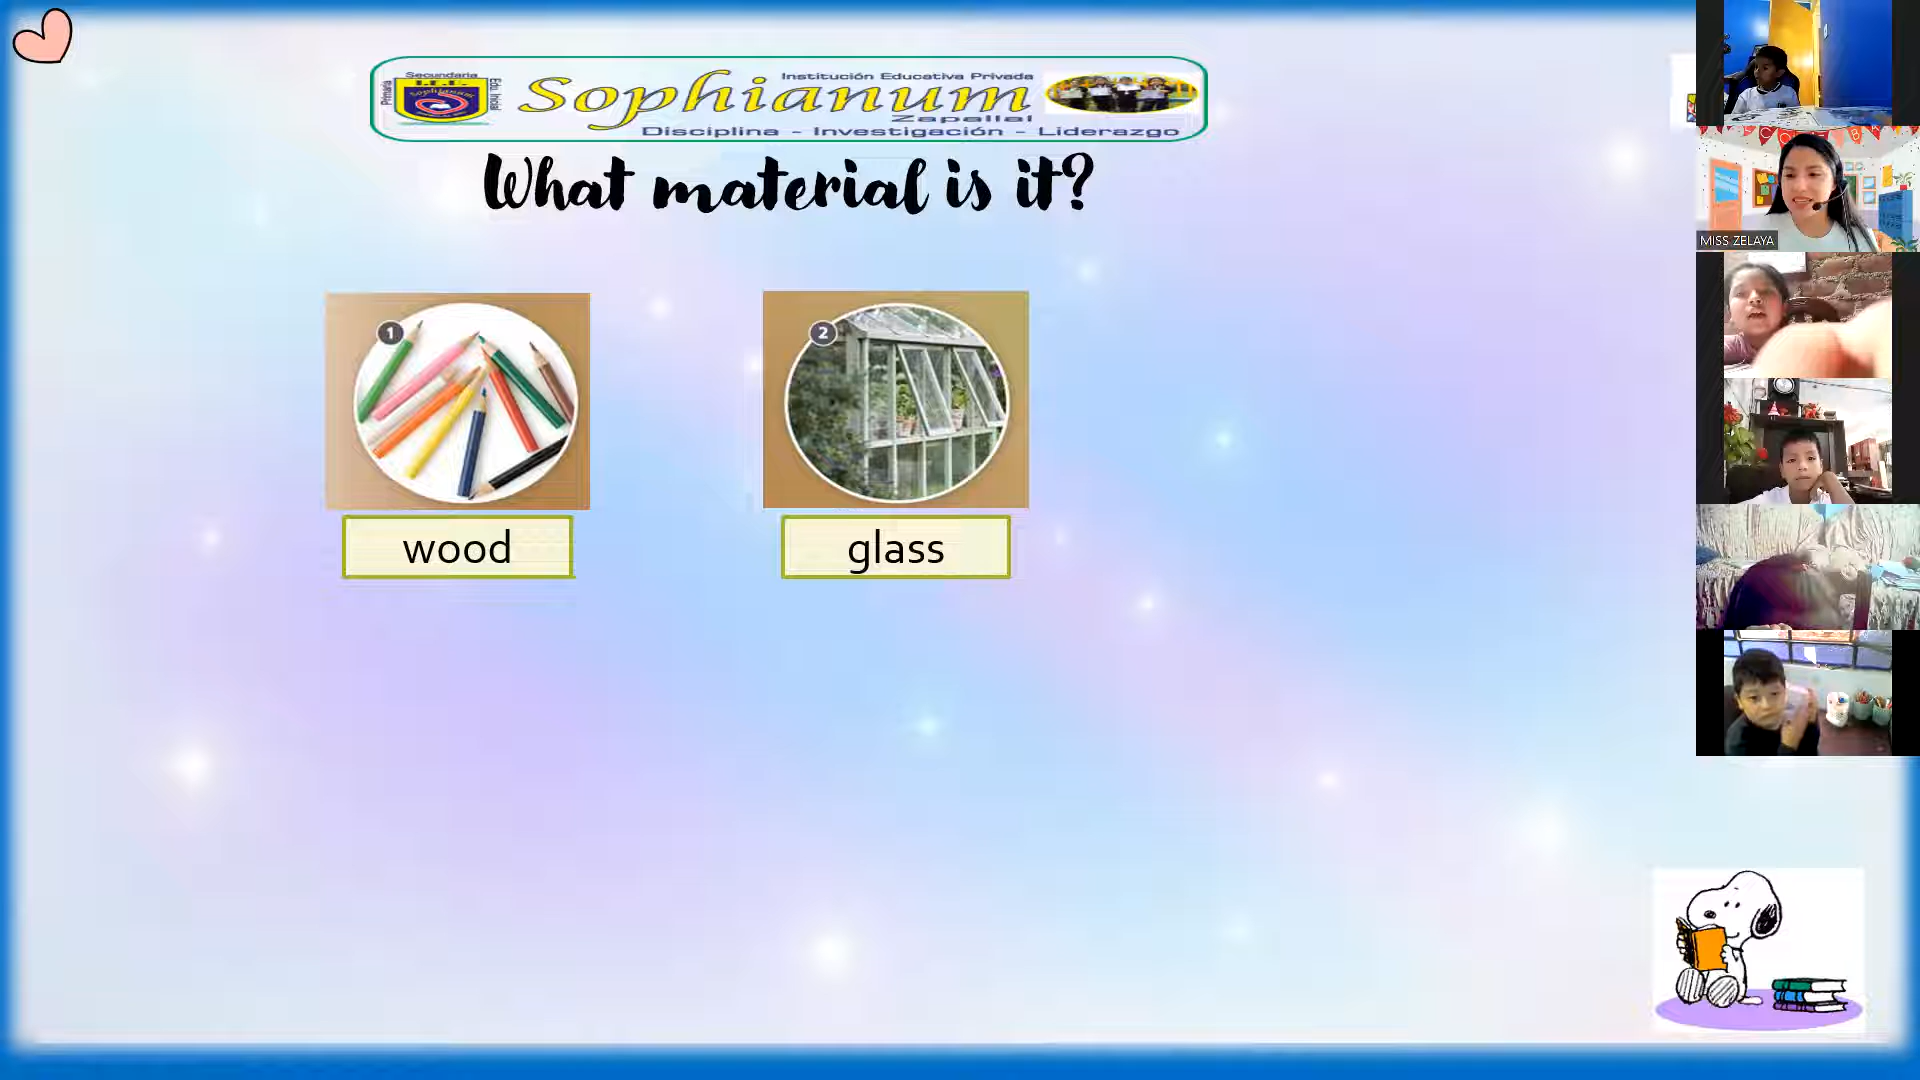 Secundaria
Primaria
I.E.P.
Sophianum
Edu. Inicial
Institución Educativa Privada
Sophianum
Zapallal
Disciplina - Investigación - Liderazgo
What material is it?
1
2
wood
glass
MISS ZELAYA